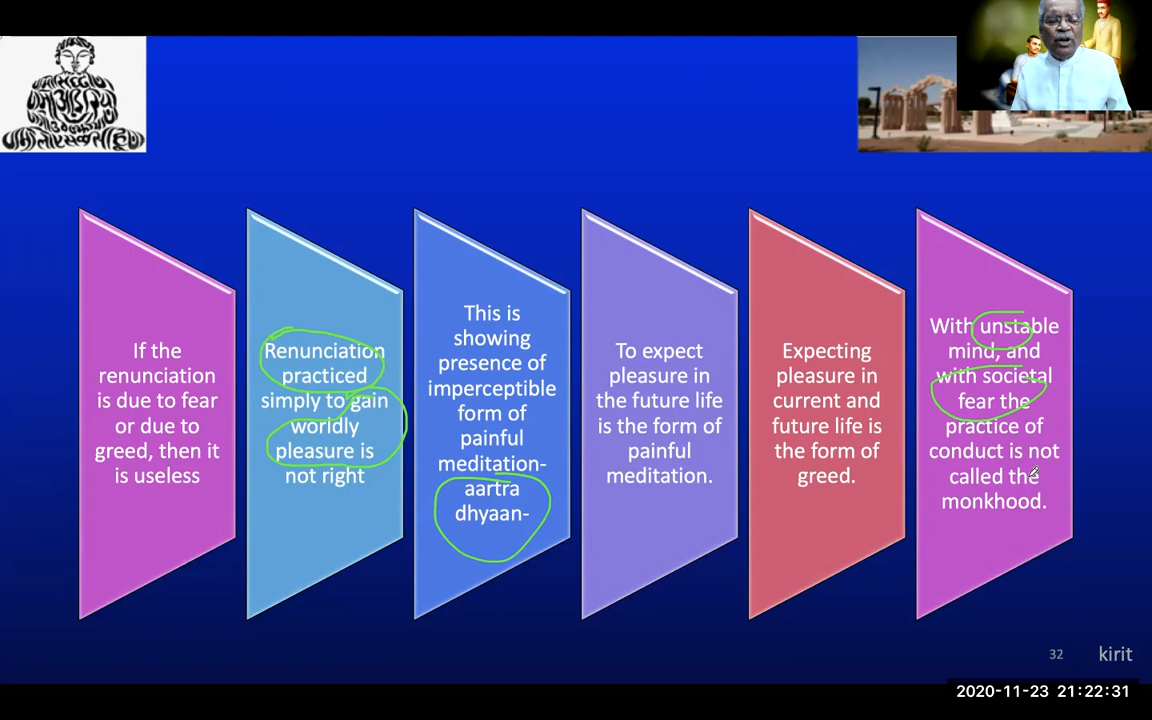 If the
renunciation
is due to fear
or due to
greed, then it
is useless
Renunciation
practiced
simply to gain
worldly
pleasure is
not right
This is
showing
presence of
imperceptible
form of
painful
meditation-
aartra
dhyaan-
To expect
pleasure in
the future life
is the form of
painful
meditation.
Expecting
pleasure in
current and
future life is
the form of
greed.
With unstable
mind, and
with societal
fear the
practice of
conduct is not
called the
monkhood.
32
kirit
2020-11-23 21:22:31